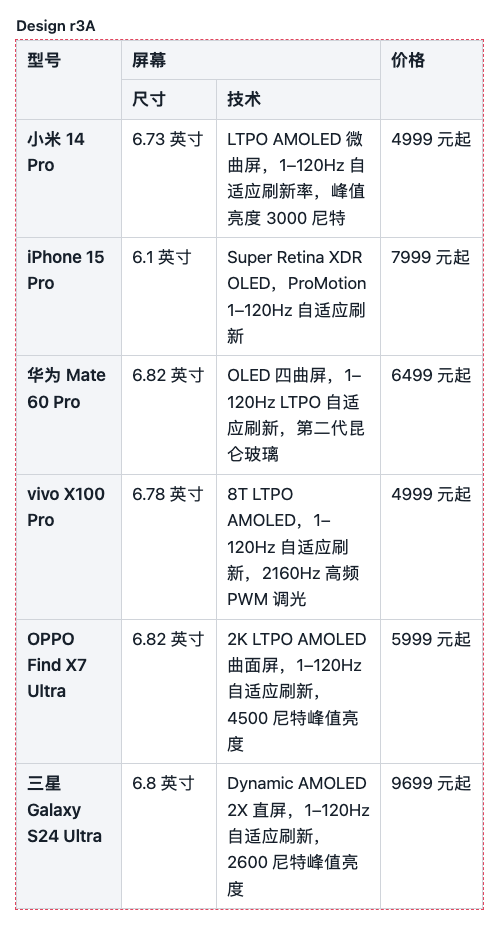 Design r3A
型号 屏幕 价格
尺寸 技术
小米 14 Pro 6.73 英寸 LTPO AMOLED 微曲屏，1–120Hz 自适应刷新率，峰值亮度 3000 尼特 4999 元起
iPhone 15 Pro 6.1 英寸 Super Retina XDR OLED，ProMotion 1–120Hz 自适应刷新 7999 元起
华为 Mate 60 Pro 6.82 英寸 OLED 四曲屏，1–120Hz LTPO 自适应刷新，第二代昆仑玻璃 6499 元起
vivo X100 Pro 6.78 英寸 8T LTPO AMOLED，1–120Hz 自适应刷新，2160Hz 高频 PWM 调光 4999 元起
OPPO Find X7 Ultra 6.82 英寸 2K LTPO AMOLED 曲面屏，1–120Hz 自适应刷新，4500 尼特峰值亮度 5999 元起
三星 Galaxy S24 Ultra 6.8 英寸 Dynamic AMOLED 2X 直屏，1–120Hz 自适应刷新，2600 尼特峰值亮度 9699 元起